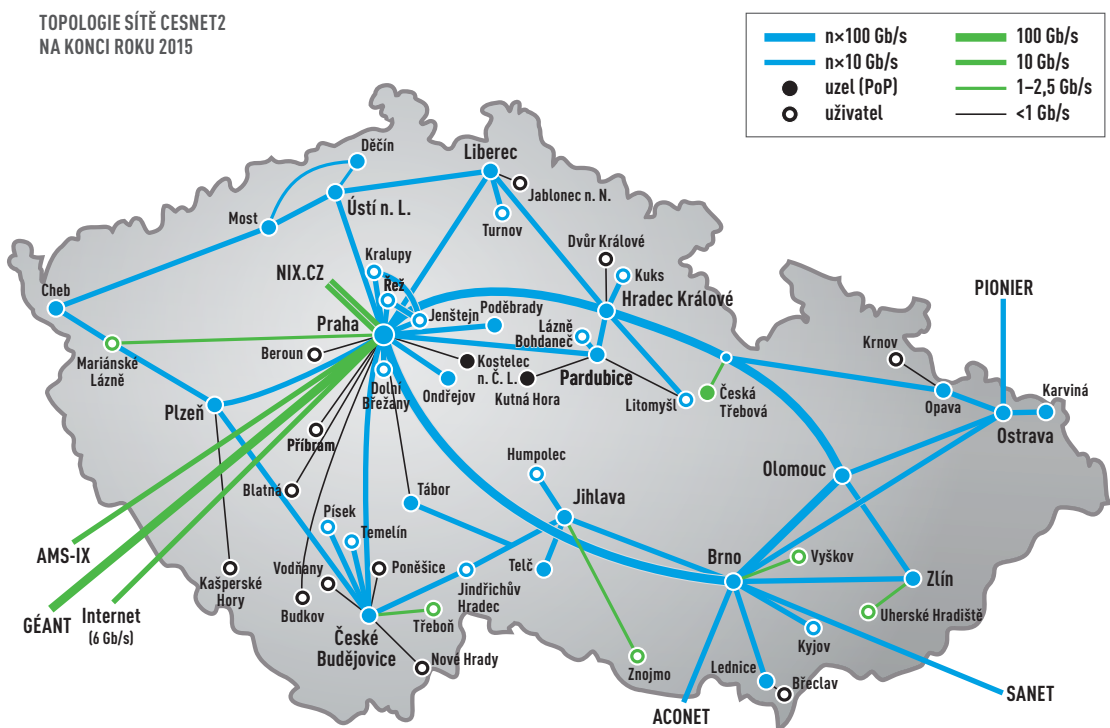 TOPOLOGIE SÍTĚ CESNET2
NA KONCI ROKU 2015
n×100 Gb/s
100 Gb/s
n×10 Gb/s
10 Gb/s
uzel (PoP)
1–2,5 Gb/s
uživatel
<1 Gb/s
Děčín
Liberec
Jablonec n. N.
Ústí n. L.
Most
Turnov
Dvůr Králové
Kralupy
Kuks
NIX.CZ
Řež
Cheb
Hradec Králové
PIONIER
Poděbrady
Jenštejn
Praha
Lázně
Bohdaneč
Krnov
Beroun
Mariánské
Lázně
Kostelec
n. Č. L.
Pardubice
Karviná
Dolní
Břežany
Ondřejov
Kutná Hora
Litomyšl
Česká
Třebová
Opava
Plzeň
Ostrava
Příbram
Humpolec
Olomouc
Blatná
Tábor
Jihlava
Písek
Temelín
AMS-IX
Brno
Vyškov
Vodňany
Poněšice
Telč
Zlín
Kašperské
Hory
Budkov
Jindřichův
Hradec
GÉANT
Internet
(6 Gb/s)
Třeboň
Uherské Hradiště
České
Budějovice
Kyjov
Nové Hrady
Znojmo
Lednice
Břeclav
SANET
ACONET